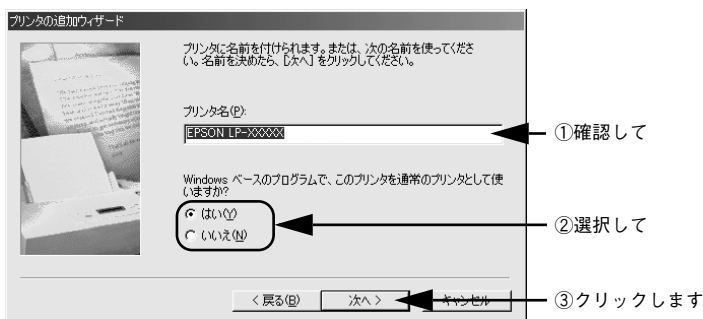 プリンタの追加ウィザード
プリンタに名前を付けられます。または、次の名前を使ってくださ
い。名前を決めたら、[次へ] をクリックしてください。
プリンタ名(P):
EPSON LP-XXXXX
①確認して
Windows ベースのプログラムで、このプリンタを通常のプリンタとして使
いますか?
はい(Y)
いいえ(N)
②選択して
< 戻る(B)
次へ >
キャンセル
③クリックします